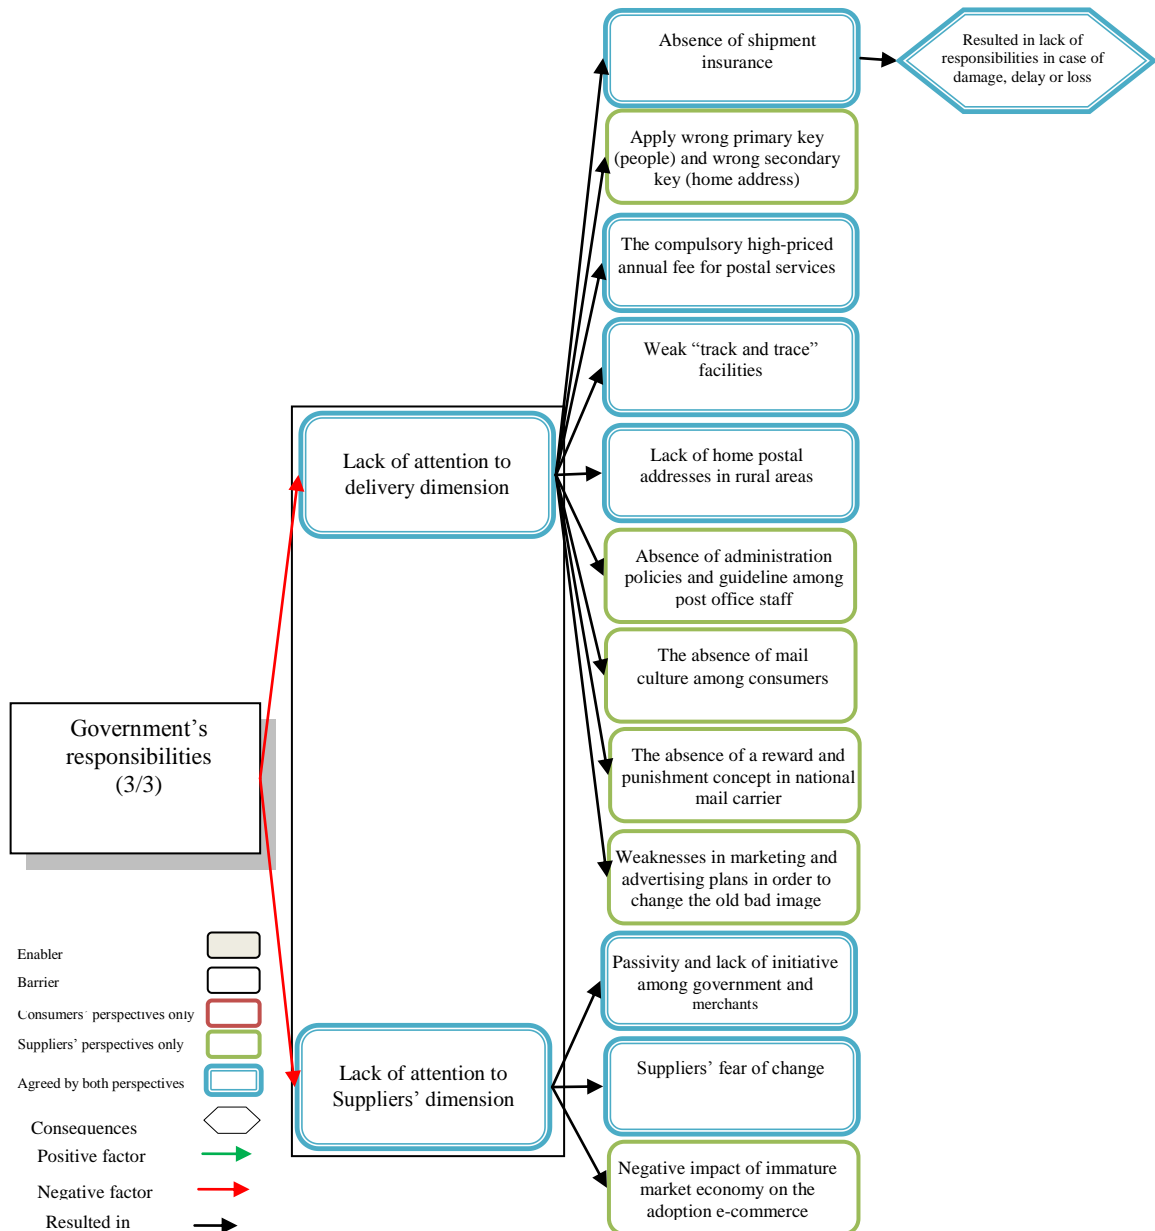 Absence of shipment
insurance
Resulted in lack of
responsibilities in case of
damage, delay or loss
Apply wrong primary key
(people) and wrong secondary
key (home address)
The compulsory high-priced
annual fee for postal services
Weak “track and trace”
facilities
Lack of attention to
delivery dimension
Lack of home postal
addresses in rural areas
Absence of administration
policies and guideline among
post office staff
The absence of mail
culture among consumers
Government’s
responsibilities
(3/3)
The absence of a reward and
punishment concept in national
mail carrier
Weaknesses in marketing and
advertising plans in order to
change the old bad image
Passivity and lack of initiative
among government and
merchants
Lack of attention to
Suppliers’ dimension
Suppliers’ fear of change
Negative impact of immature
market economy on the
adoption e-commerce
Enabler
Barrier
Consumers’ perspectives only
Suppliers’ perspectives only
Agreed by both perspectives
Consequences
Positive factor
Negative factor
Resulted in